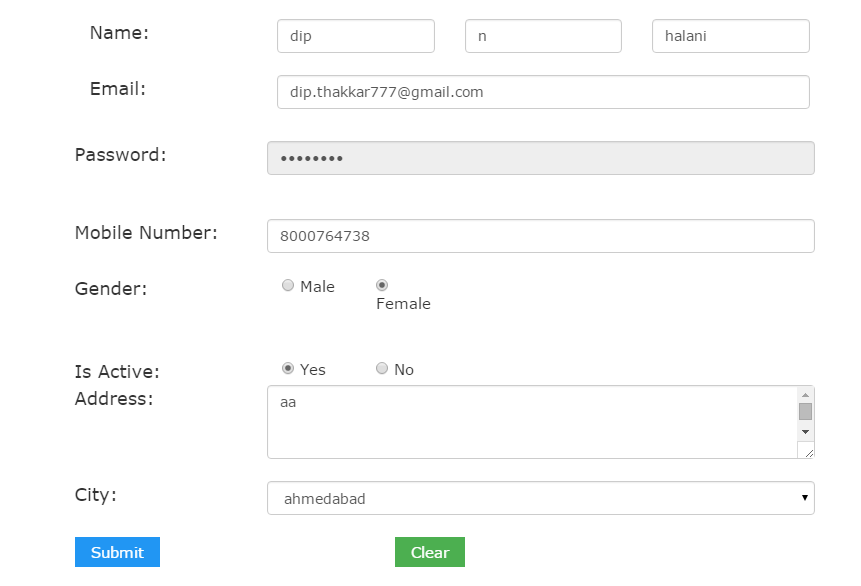 Name: dip n halani
Email: dip.thakkar777@gmail.com
Password: ••••••••
Mobile Number: 8000764738
Gender: Male Female
Is Active: Yes No
Address: aa
City: ahmedabad
Submit Clear